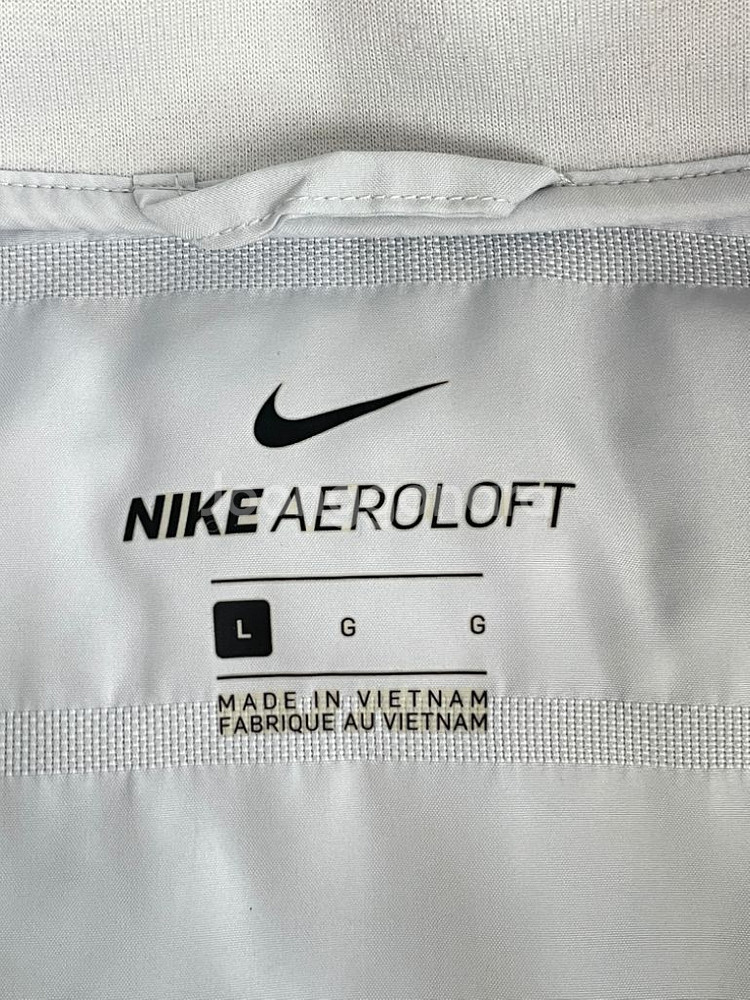 NIKE AEROLOFT
L G G
MADE IN VIETNAM
FABRIQUE AU VIETNAM